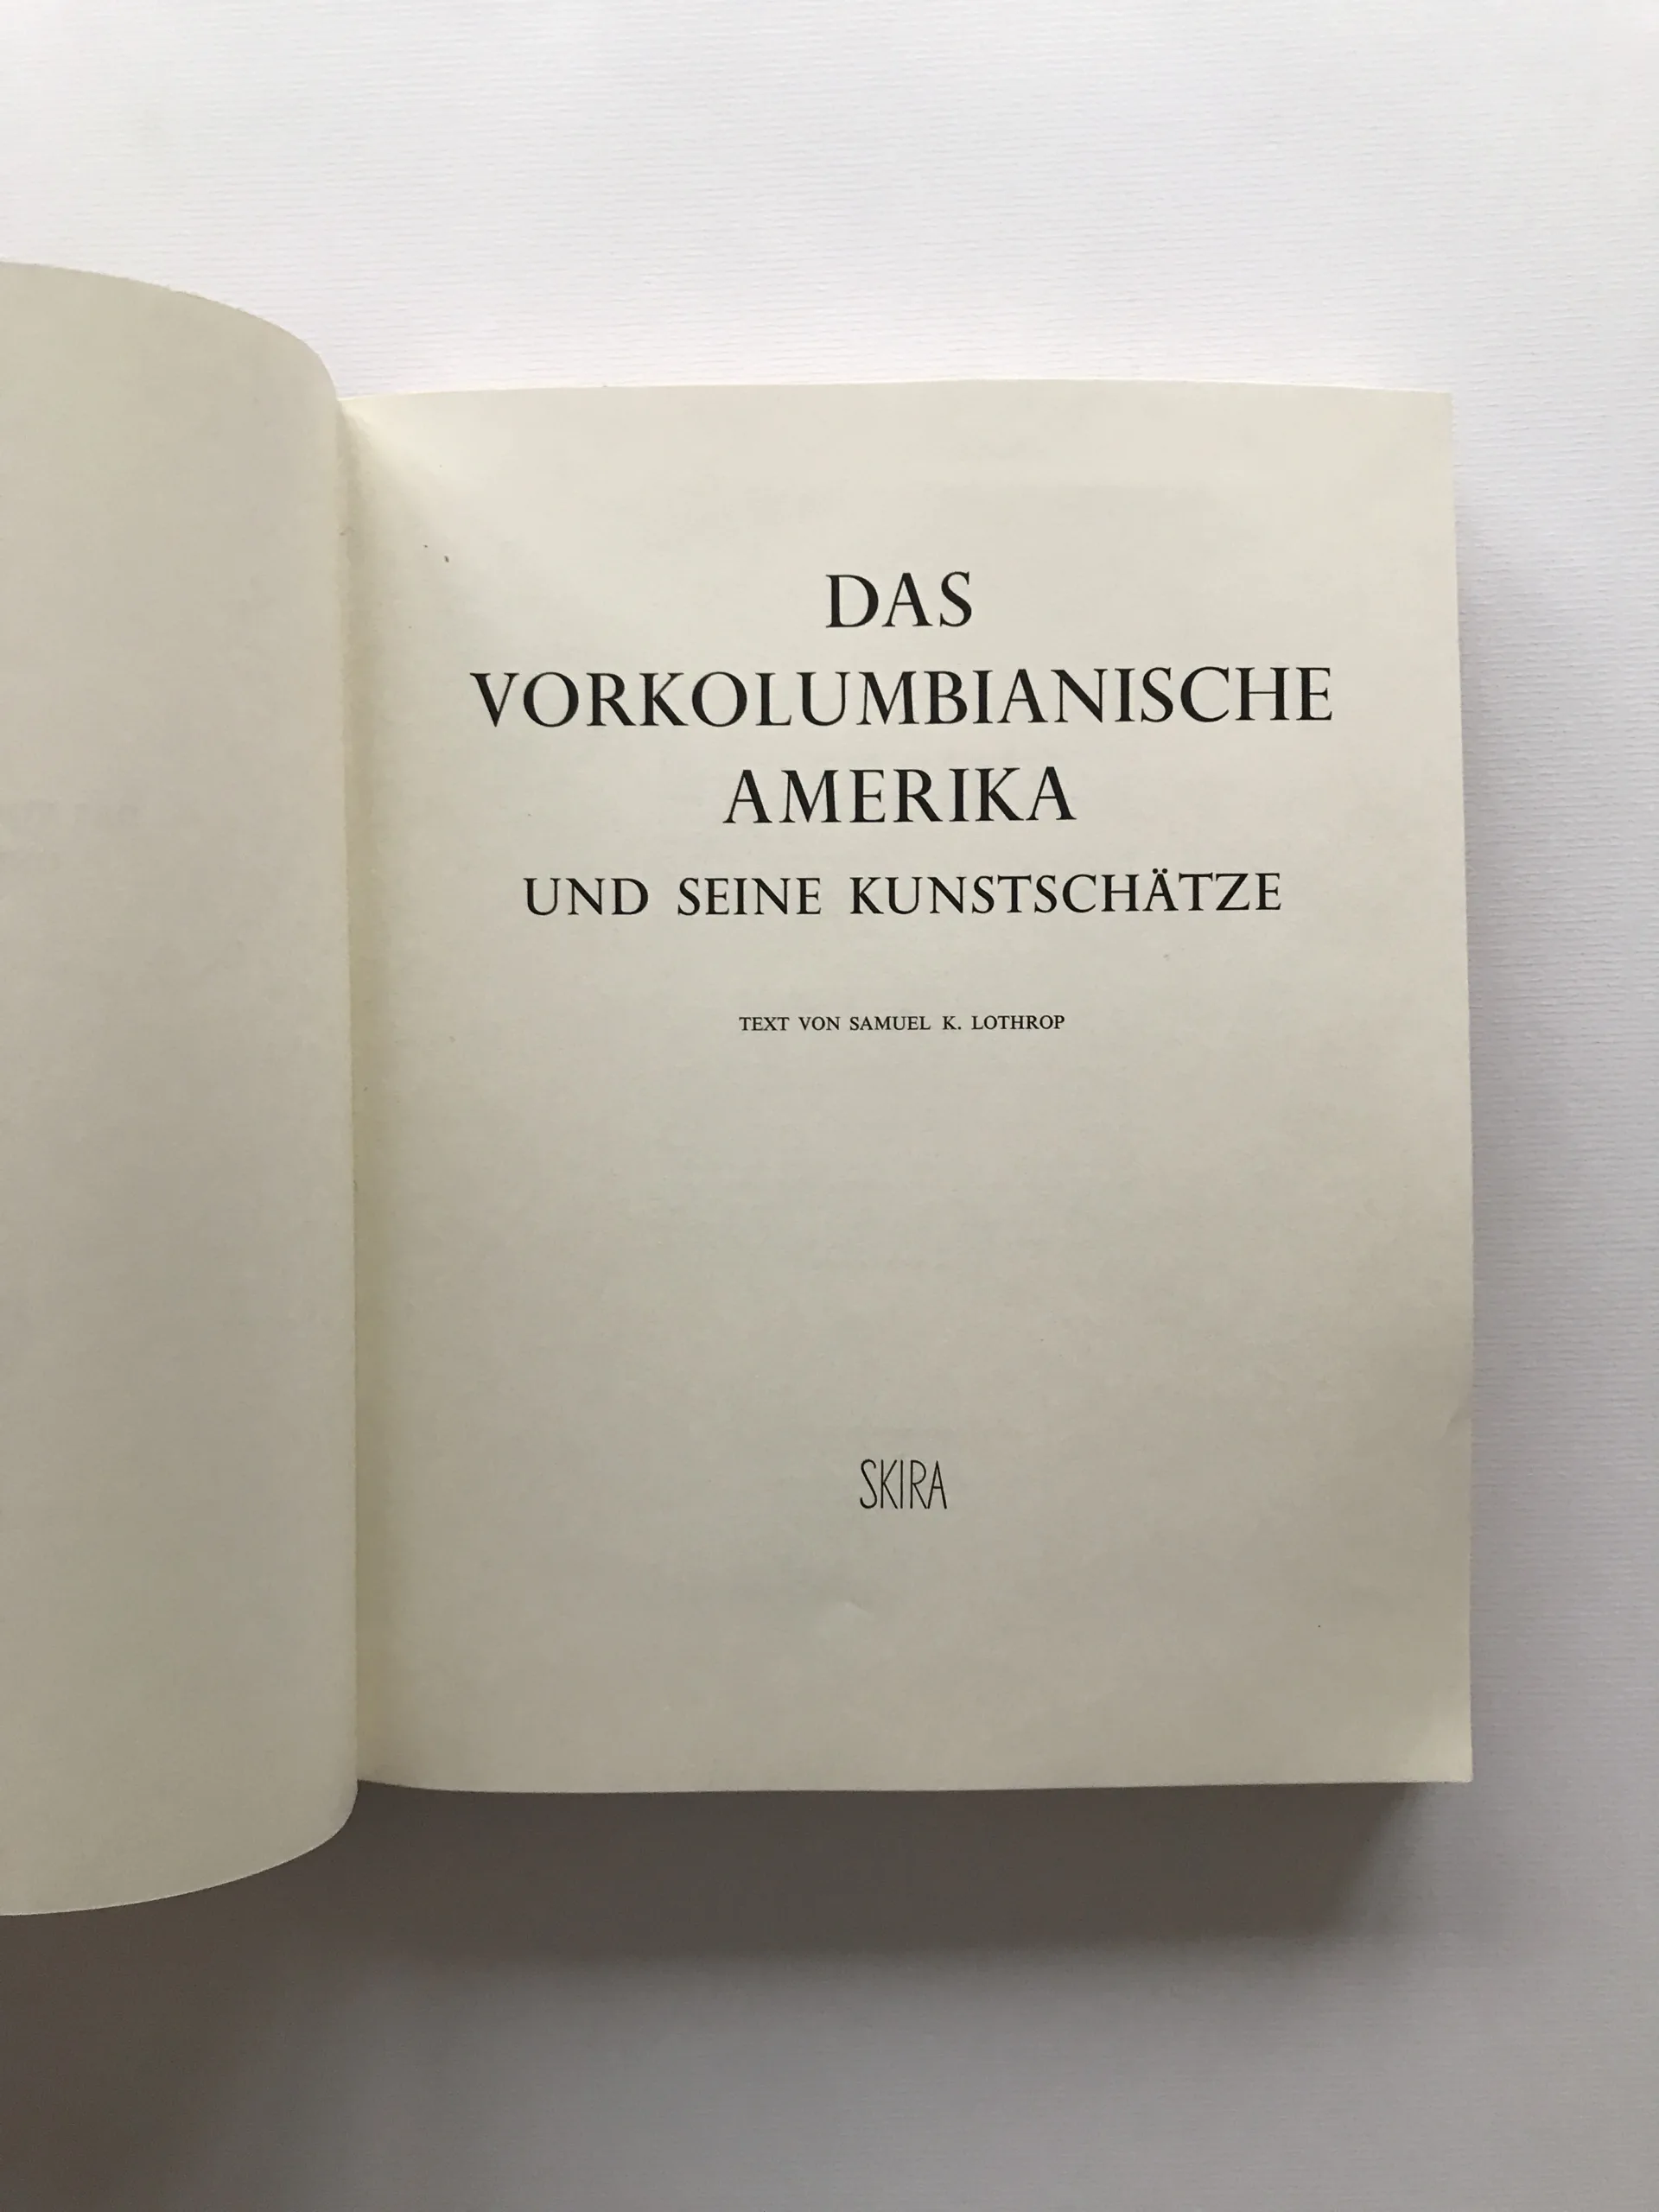 DAS
VORKOLUMBIANISCHE
AMERIKA
UND SEINE KUNSTSCHÄTZE
TEXT VON SAMUEL K. LOTHROP
SKIRA